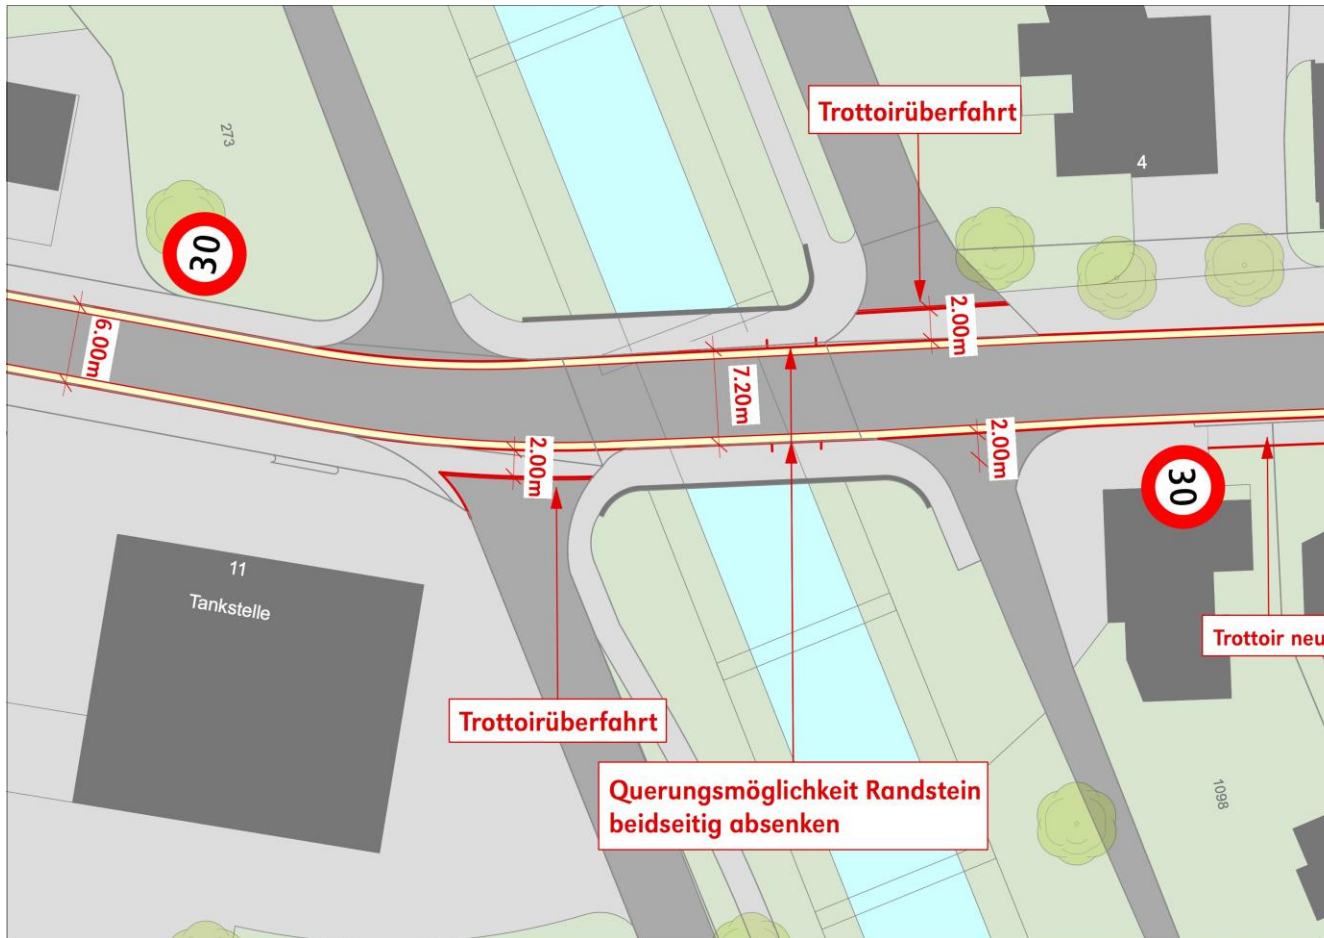 Trottoirüberfahrt
4
273
30
2.00m
6.00m
7.20m
2.00m
2.00m
30
11
Tankstelle
Trottoir neu
Trottoirüberfahrt
Querungsmöglichkeit Randstein
beidseitig absenken
1098